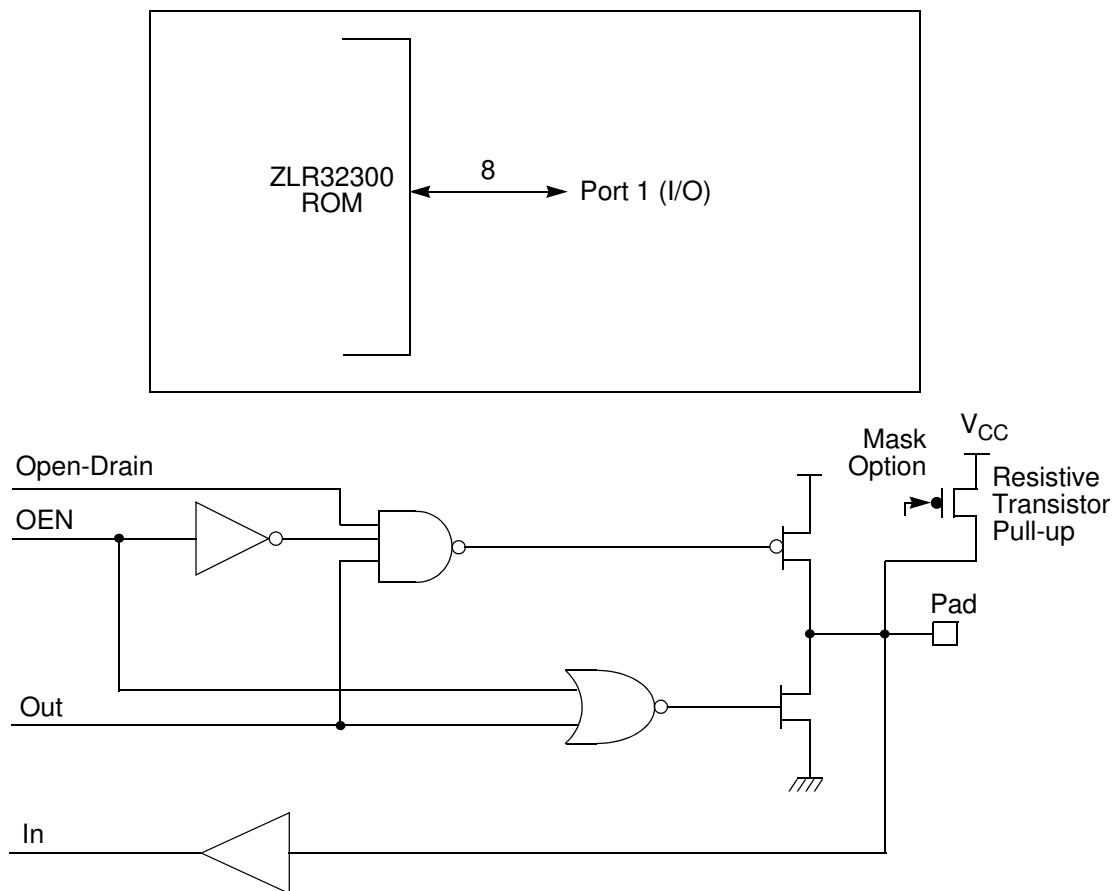 ZLR32300
ROM
8
Port 1 (I/O)
Open-Drain
OEN
Mask
Option
VCC
Resistive
Transistor
Pull-up
Pad
Out
In